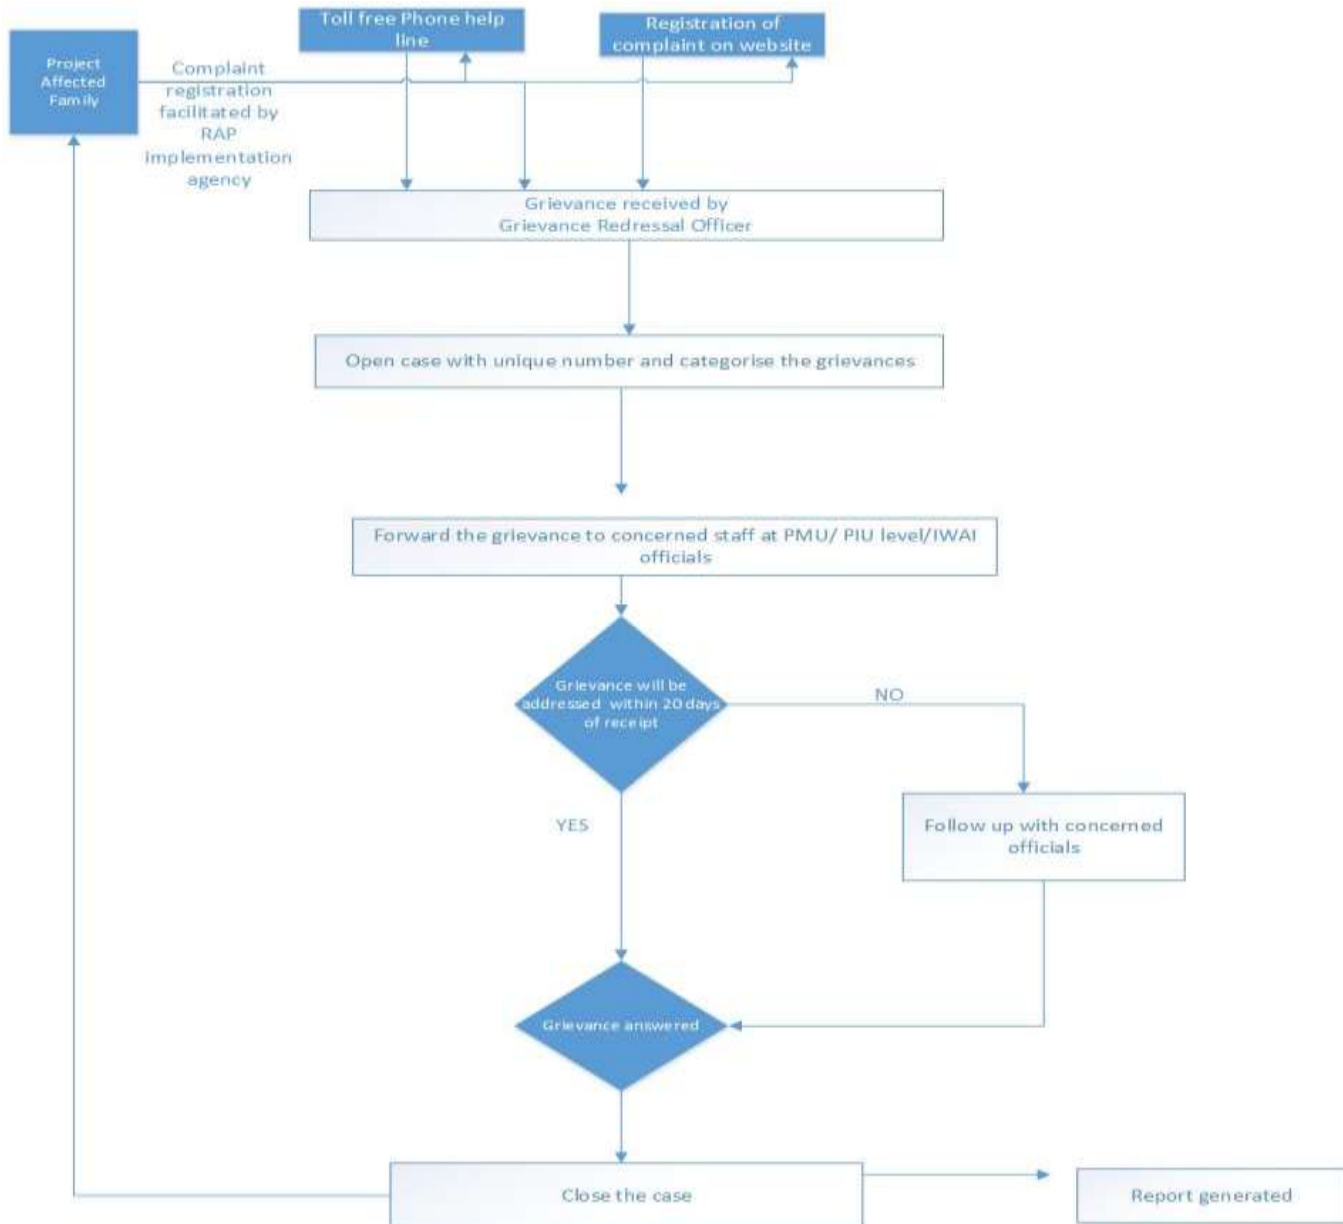 Toll free Phone help
line
Registration of
complaint on website
Project
Affected
Family
Complaint
registration
facilitated by
RAP
implementation
agency
Grievance received by
Grievance Redressal Officer
Open case with unique number and categorise the grievances
Forward the grievance to concerned staff at PMU/ PIU level/IWAI
officials
Grievance will be
addressed within 20 days
of receipt
NO
YES
Follow up with concerned
officials
Grievance answered
Close the case
Report generated